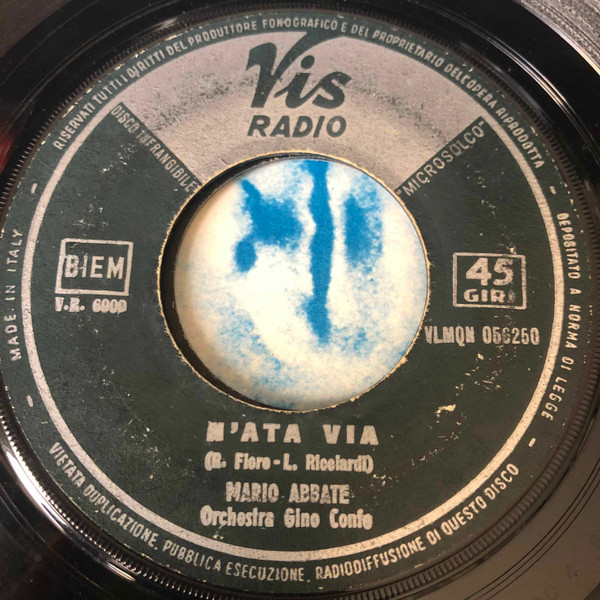 RISERVATI TUTTI I DIRITTI DEL PRODUTTORE FONOGRAFICO E DEL PROPRIETARIO DELL'OPERA RIPRODOTTA -
Vis
RADIO
DISCO INFRANGIBILE
"MICROSOLCO"
MADE IN ITALY
BIEM
V.R. 6000
45
GIRI
VLMQN 056250
DEPOSITATO A NORMA DI LEGGE
N'ATA VIA
(R. Fiore - L. Ricciardi)
MARIO ABBATE
Orchestra Gino Conte
VIETATA DUPLICAZIONE, PUBBLICA ESECUZIONE, RADIODIFFUSIONE DI QUESTO DISCO